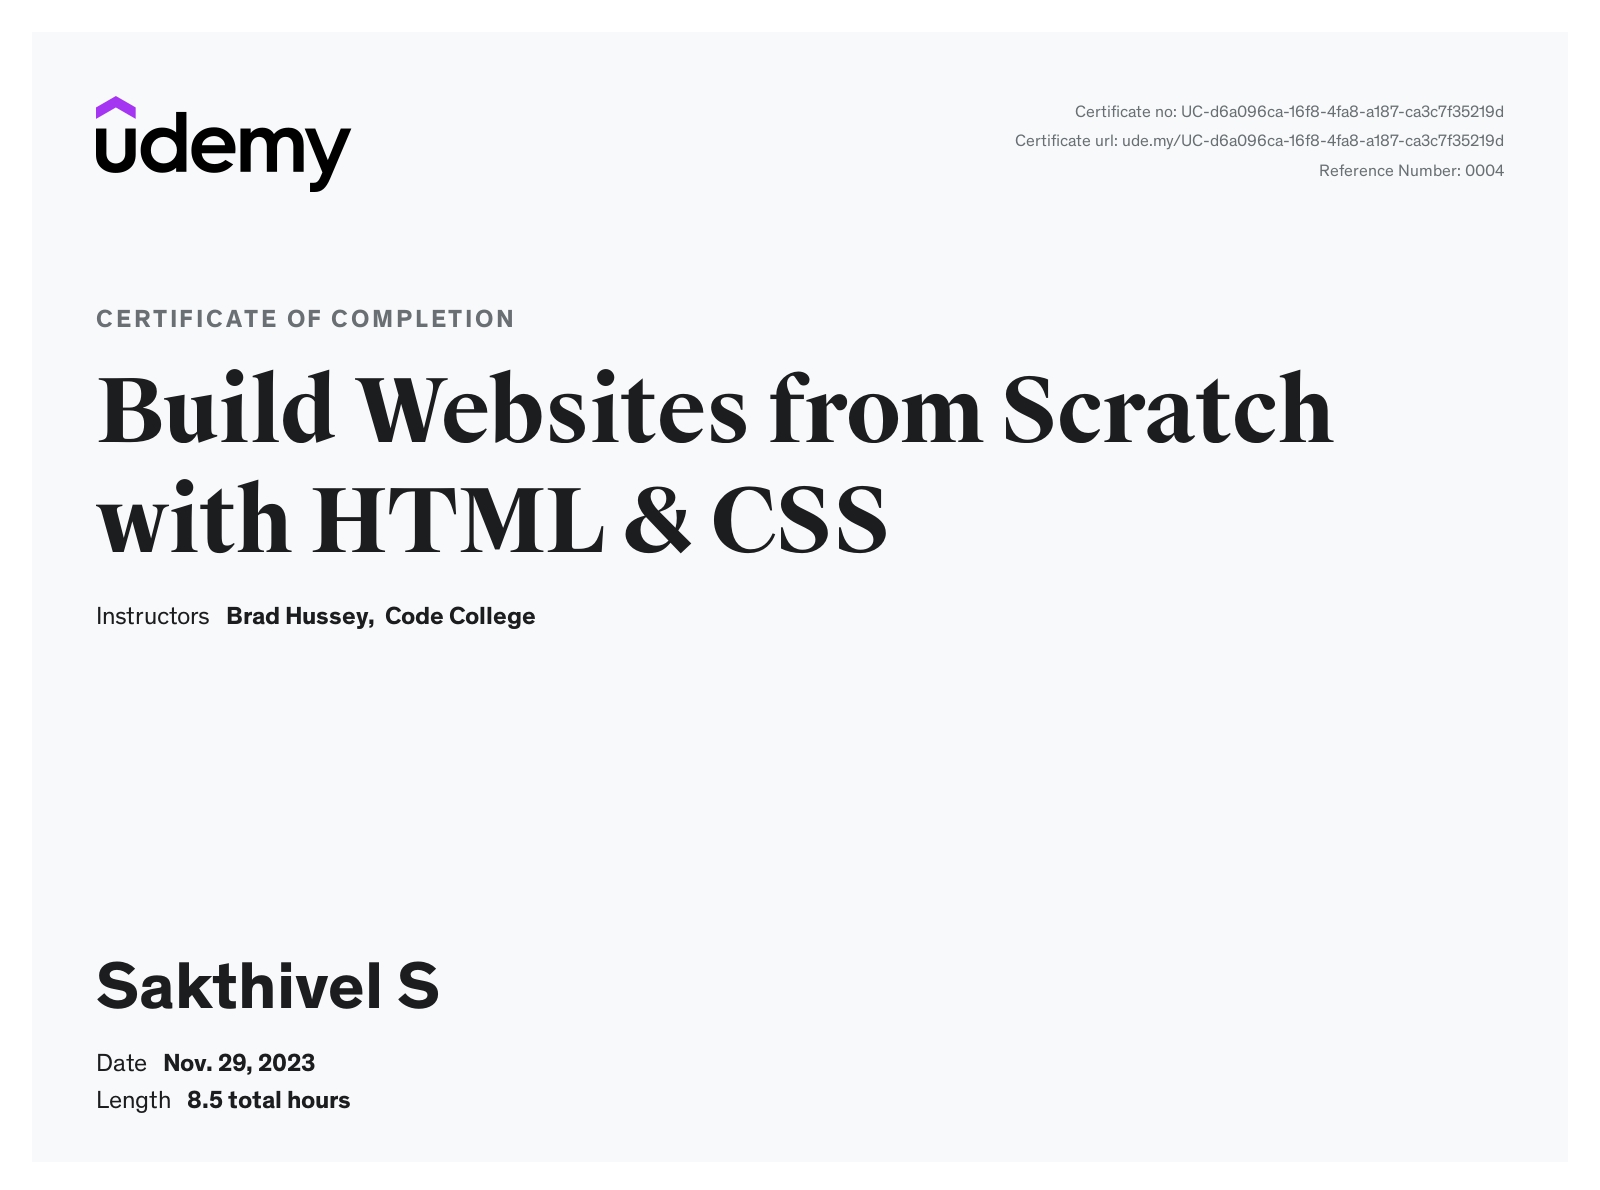 udemy
Certificate no: UC-d6a096ca-16f8-4fa8-a187-ca3c7f35219d
Certificate url: ude.my/UC-d6a096ca-16f8-4fa8-a187-ca3c7f35219d
Reference Number: 0004
CERTIFICATE OF COMPLETION
Build Websites from Scratch
with HTML & CSS
Instructors Brad Hussey, Code College
Sakthivel S
Date Nov. 29, 2023
Length 8.5 total hours